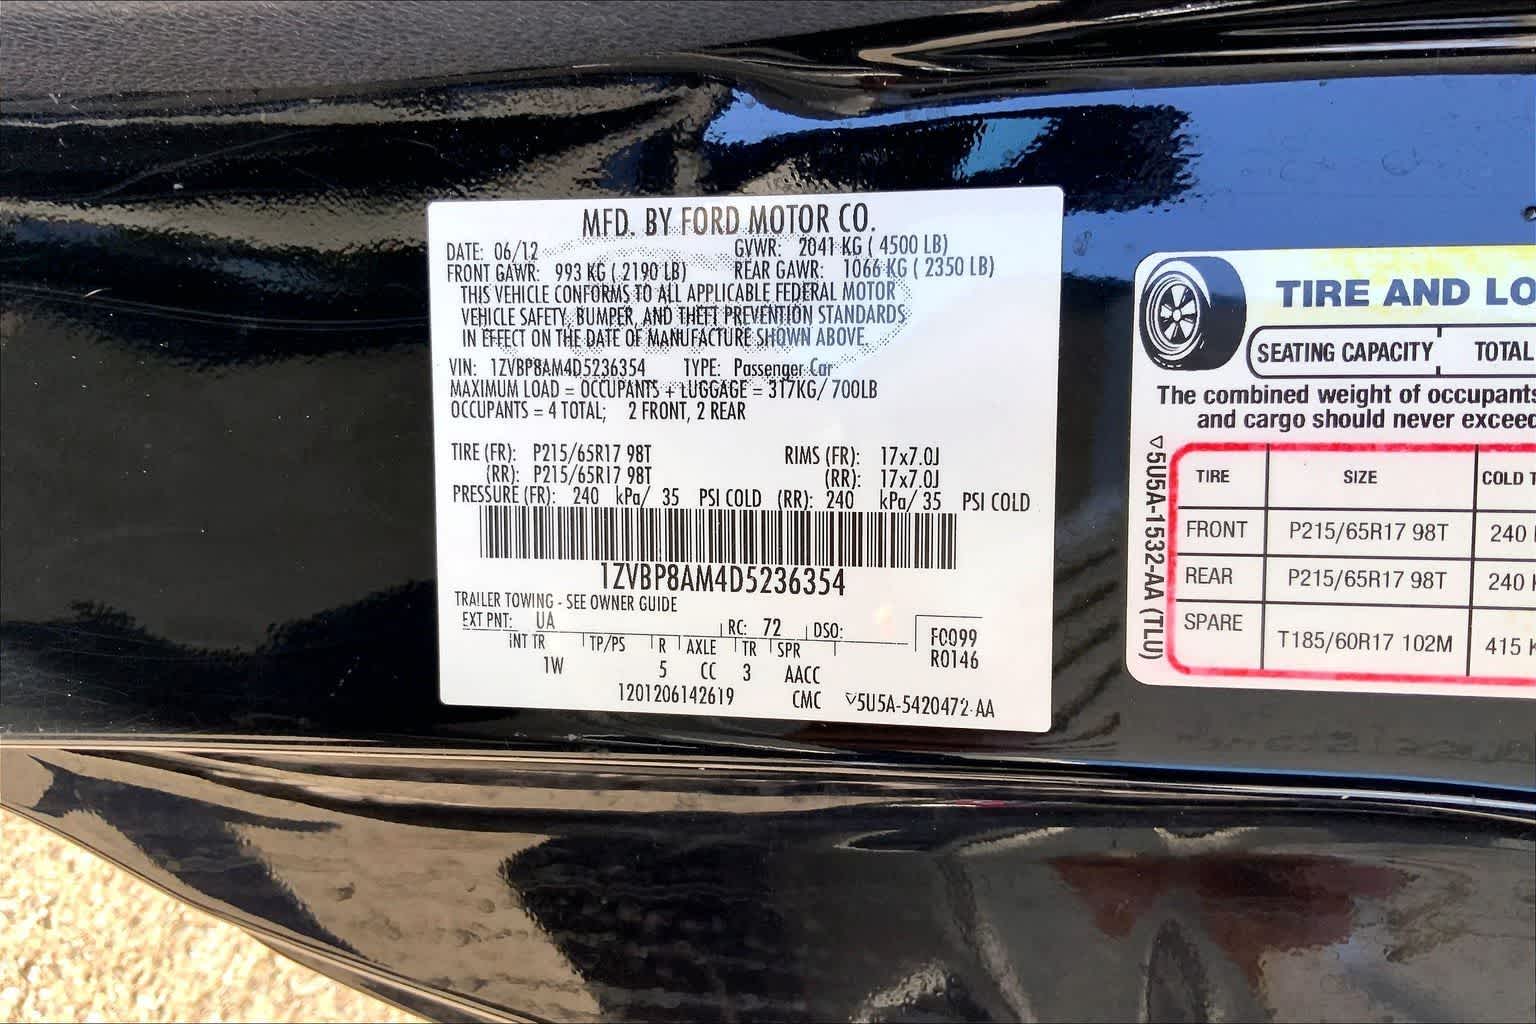 MFD. BY FORD MOTOR CO.
DATE: 06/12 GVWR: 2041 KG ( 4500 LB)
FRONT GAWR: 993 KG ( 2190 LB) REAR GAWR: 1066 KG ( 2350 LB)
THIS VEHICLE CONFORMS TO ALL APPLICABLE FEDERAL MOTOR
VEHICLE SAFETY, BUMPER, AND THEFT PREVENTION STANDARDS
IN EFFECT ON THE DATE OF MANUFACTURE SHOWN ABOVE.
VIN: 1ZVBP8AM4D5236354 TYPE: Passenger Car
MAXIMUM LOAD = OCCUPANTS + LUGGAGE = 317KG/ 700LB
OCCUPANTS = 4 TOTAL; 2 FRONT, 2 REAR
TIRE (FR): P215/65R17 98T RIMS (FR): 17x7.0J
(RR): P215/65R17 98T (RR): 17x7.0J
PRESSURE (FR): 240 kPa/ 35 PSI COLD (RR): 240 kPa/ 35 PSI COLD
1ZVBP8AM4D5236354
TRAILER TOWING - SEE OWNER GUIDE
EXT PNT: UA RC: 72 DSO: F0099
INT TR TP/PS R AXLE TR SPR R0146
1W 5 CC 3 AACC
1201206142619 CMC ▽5U5A-5420472-AA
TIRE AND LO
SEATING CAPACITY TOTAL
The combined weight of occupants
and cargo should never exceed
▽5U5A-1532-AA (TLU)
TIRE SIZE COLD T
FRONT P215/65R17 98T 240
REAR P215/65R17 98T 240
SPARE T185/60R17 102M 415